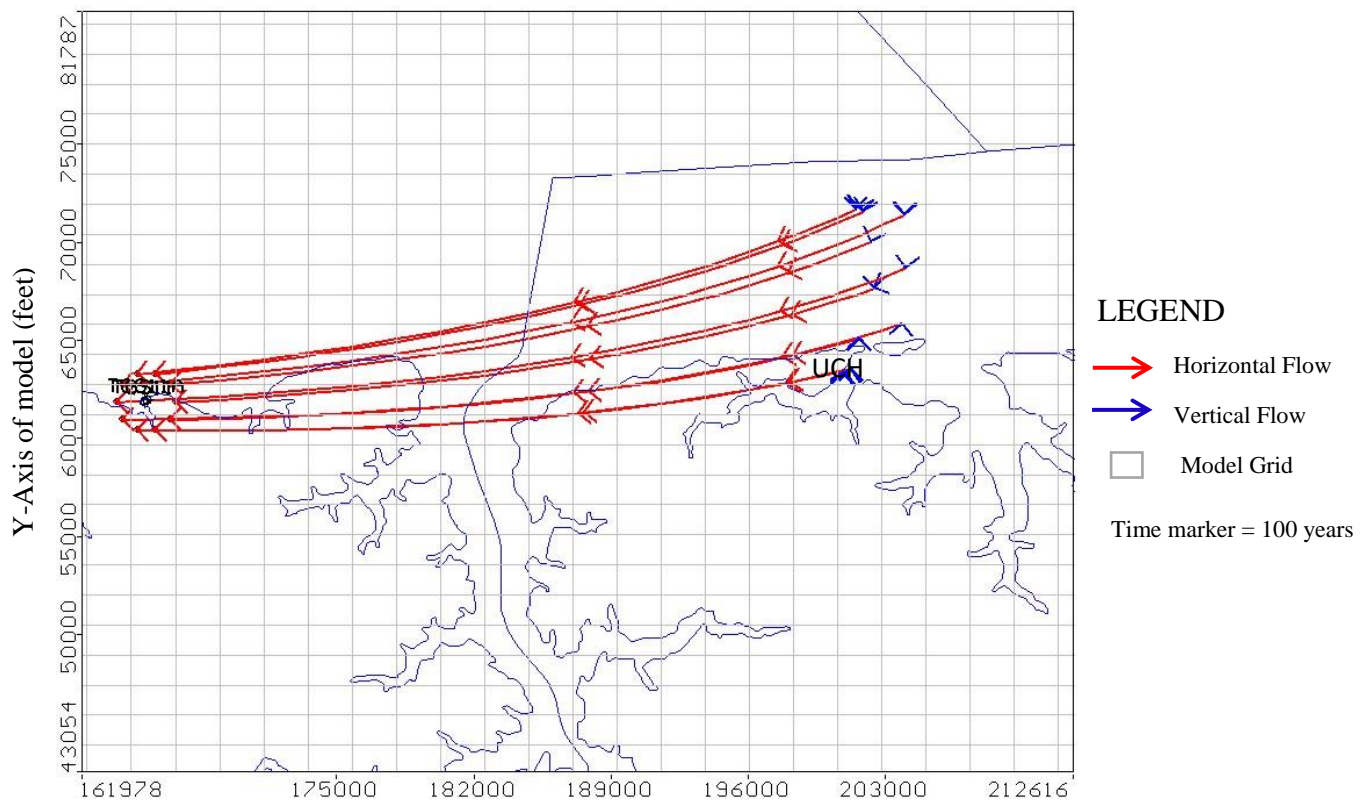 Y-Axis of model (feet)
81787
75000
70000
65000
60000
55000
50000
43054
UCH
161978
175000
182000
189000
196000
203000
212616
LEGEND
Horizontal Flow
Vertical Flow
Model Grid
Time marker = 100 years